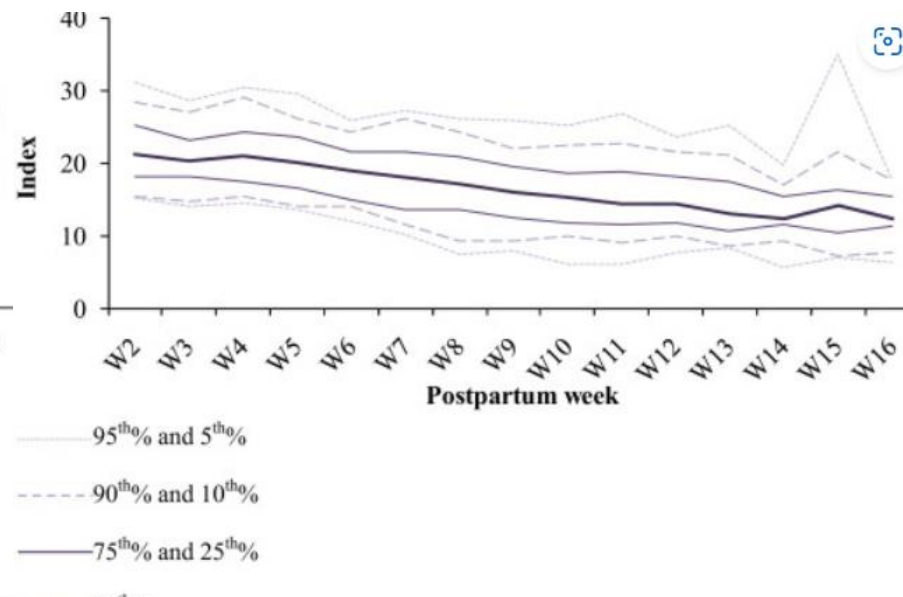 40
30
20
10
0
Index
W2 W3 W4 W5 W6 W7 W8 W9 W10 W11 W12 W13 W14 W15 W16
Postpartum week
95th% and 5th%
90th% and 10th%
75th% and 25th%